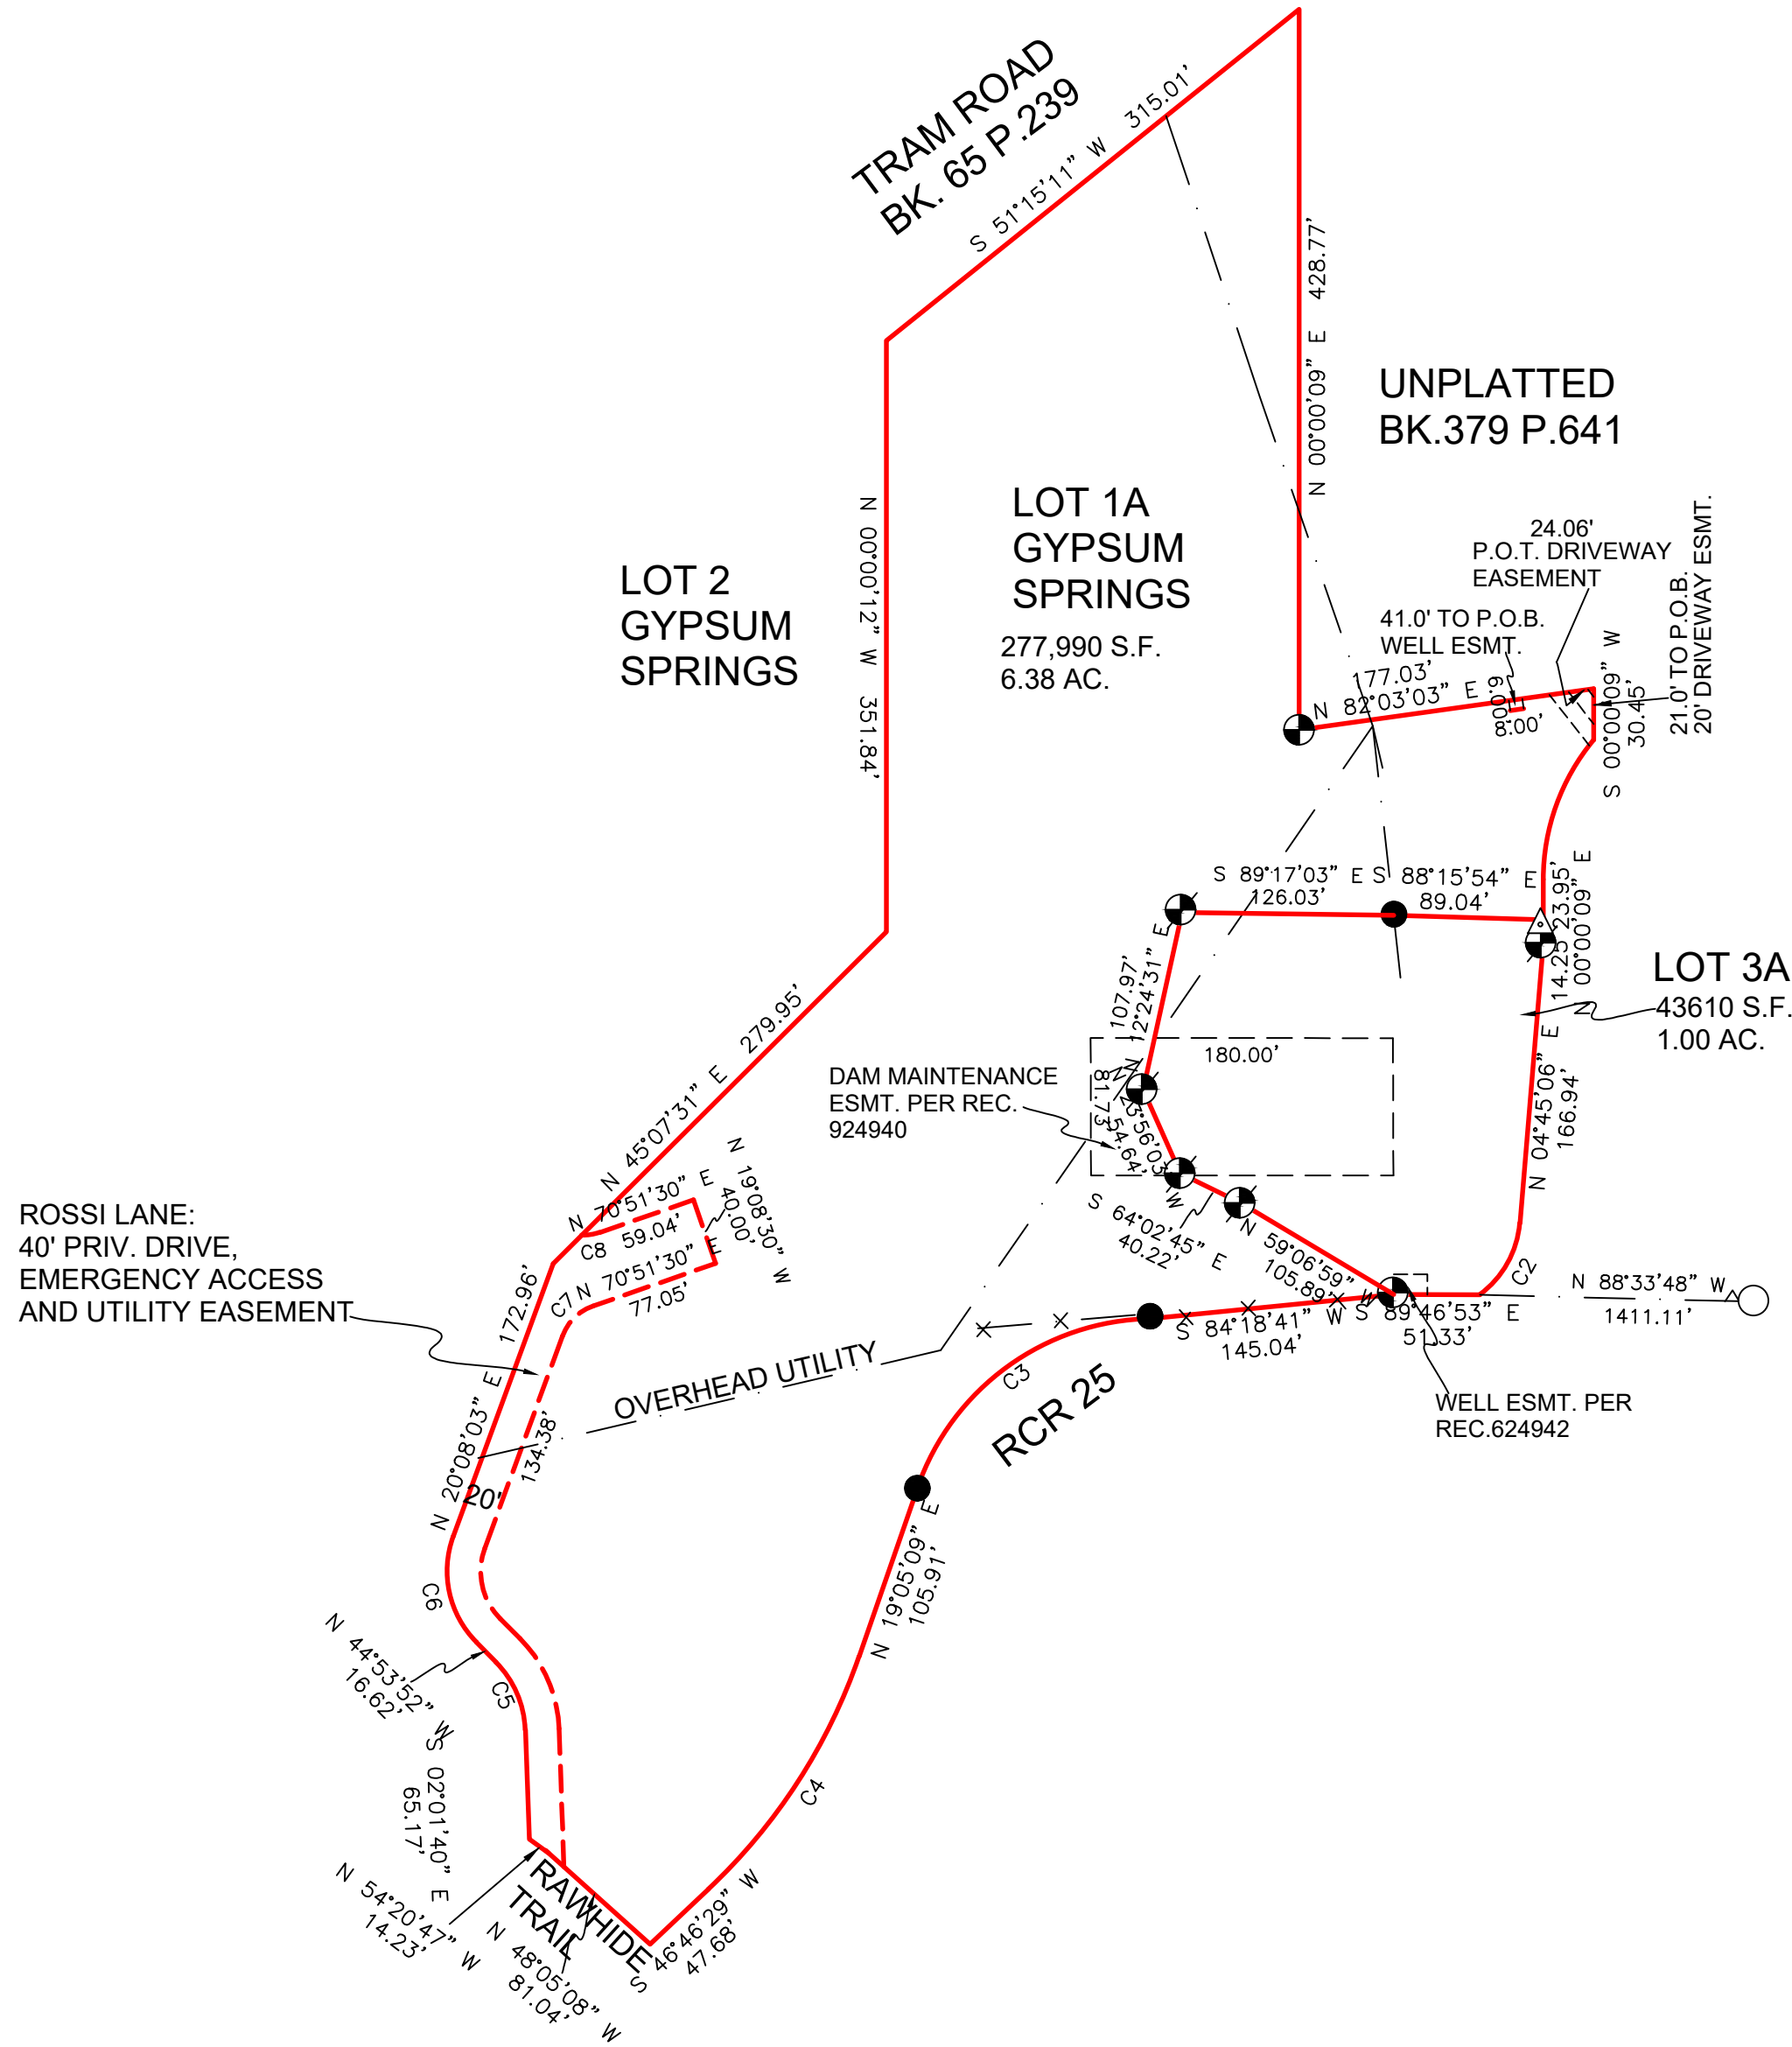 TRAM ROAD
BK. 65 P.239
S 51°15'11" W 315.01'
N 00°00'09" E 428.77'
UNPLATTED
BK.379 P.641
LOT 1A
GYPSUM
SPRINGS
277,990 S.F.
6.38 AC.
LOT 2
GYPSUM
SPRINGS
N 00°00'12" W 351.84'
24.06'
P.O.T. DRIVEWAY
EASEMENT
41.0' TO P.O.B.
WELL ESMT.
21.0' TO P.O.B.
20' DRIVEWAY ESMT.
177.03'
N 82°03'03" E
6.00'
8.00'
S 00°00'09" W
30.45'
S 89°17'03" E
126.03'
S 88°15'54" E
89.04'
23.95'
N 00°00'09" E
14.25
LOT 3A
43610 S.F.
1.00 AC.
107.97'
N 12°24'31" E
N 04°45'06" E
166.94'
180.00'
81.73'
N 23°56'03" W
54.64'
DAM MAINTENANCE
ESMT. PER REC.
924940
S 64°02'45" E
40.22'
N 59°06'59" W
105.89'
C2
N 88°33'48" W
1411.11'
S 89°46'53" E
51.33'
S 84°18'41" W
145.04'
WELL ESMT. PER
REC.624942
N 45°07'31" E 279.95'
N 70°51'30" E
59.04'
C8
N 19°08'30" W
40.00'
C7
N 70°51'30" E
77.05'
ROSSI LANE:
40' PRIV. DRIVE,
EMERGENCY ACCESS
AND UTILITY EASEMENT
N 20°08'03" E 172.96'
134.38'
20'
OVERHEAD UTILITY
C3
RCR 25
N 19°05'09" E
105.91'
C6
N 44°53'52" W
16.62'
C5
S 02°01'40" E
65.17'
C4
N 54°20'47" W
14.23'
RAWHIDE
TRAIL
N 48°05'08" W
81.04'
S 46°46'29" W
47.68'